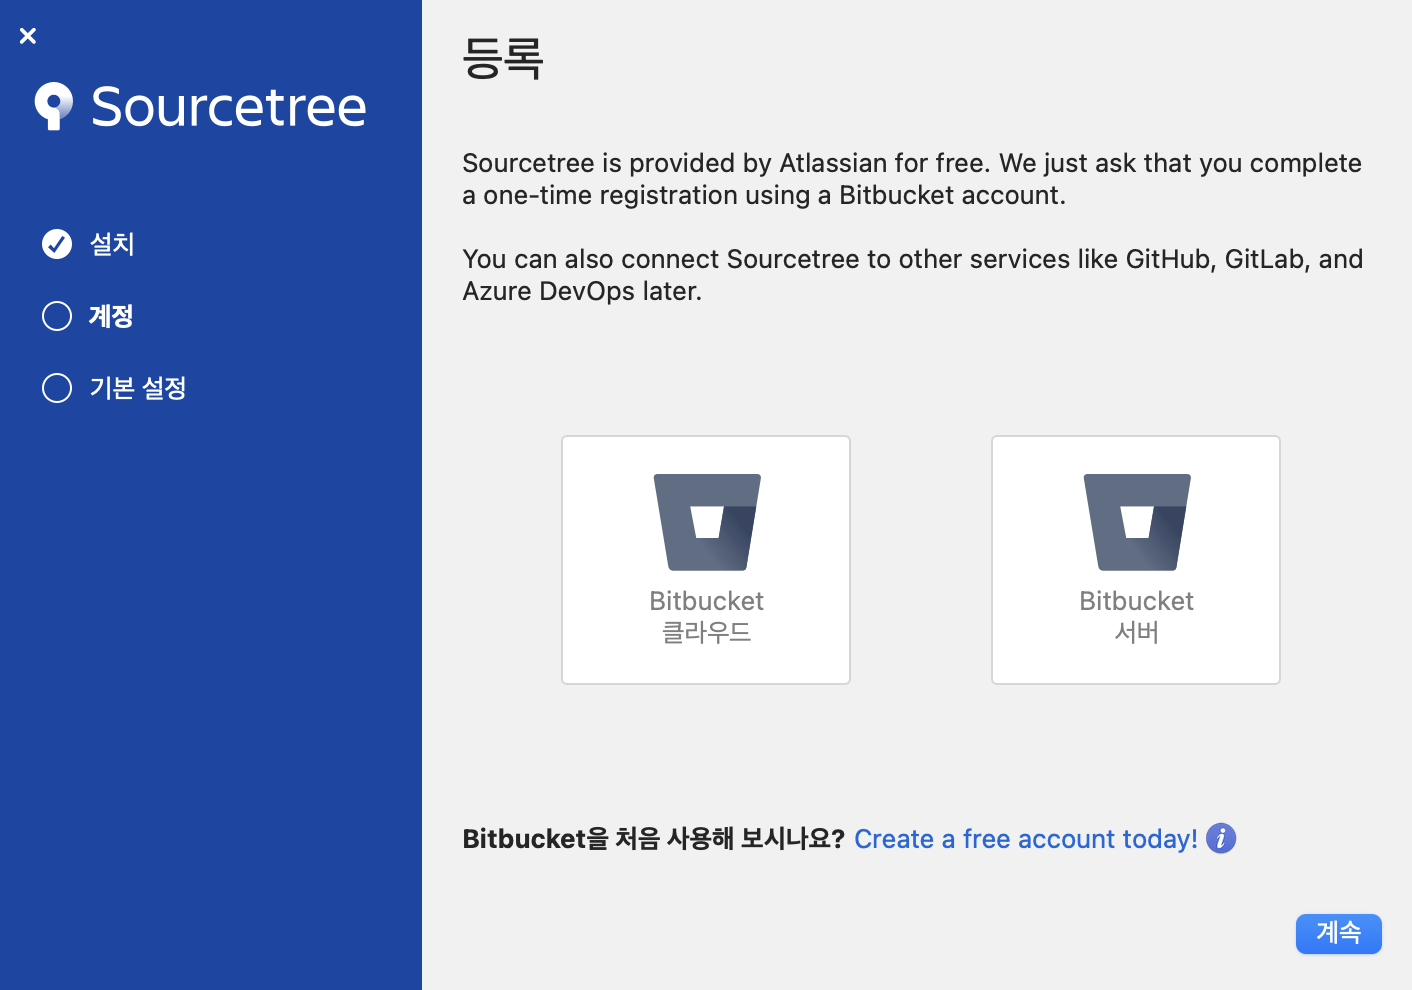 Sourcetree
설치
계정
기본 설정
등록
Sourcetree is provided by Atlassian for free. We just ask that you complete
a one-time registration using a Bitbucket account.
You can also connect Sourcetree to other services like GitHub, GitLab, and
Azure DevOps later.
Bitbucket
클라우드
Bitbucket
서버
Bitbucket을 처음 사용해 보시나요? Create a free account today!
계속